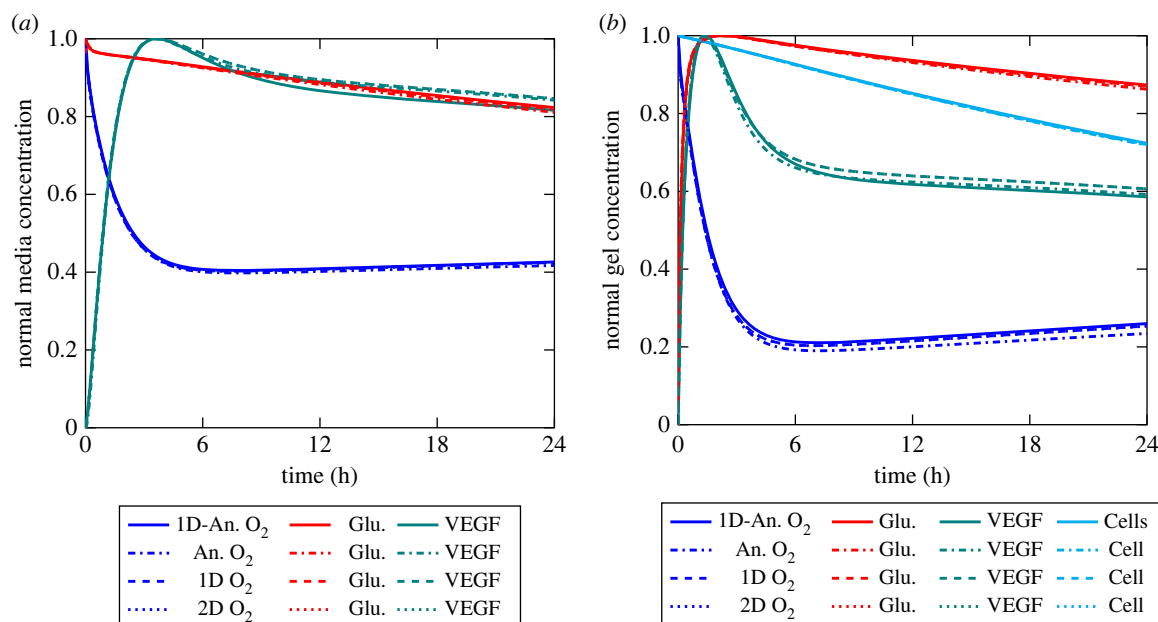 (a)
normal media concentration
1.0
0.8
0.6
0.4
0.2
0
0 6 12 18 24
time (h)
1D-An. O2 Glu. VEGF
An. O2 Glu. VEGF
1D O2 Glu. VEGF
2D O2 Glu. VEGF
(b)
normal gel concentration
1.0
0.8
0.6
0.4
0.2
0
0 6 12 18 24
time (h)
1D-An. O2 Glu. VEGF Cells
An. O2 Glu. VEGF Cell
1D O2 Glu. VEGF Cell
2D O2 Glu. VEGF Cell